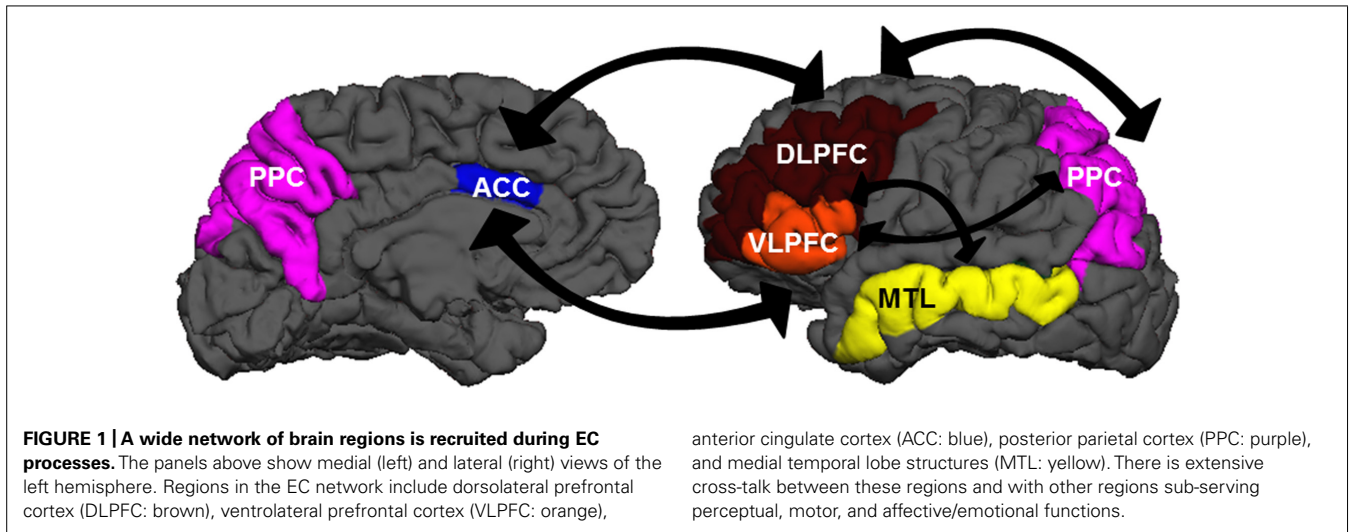 PPC
ACC
DLPFC
VLPFC
PPC
MTL
FIGURE 1 | A wide network of brain regions is recruited during EC
processes. The panels above show medial (left) and lateral (right) views of the
left hemisphere. Regions in the EC network include dorsolateral prefrontal
cortex (DLPFC: brown), ventrolateral prefrontal cortex (VLPFC: orange),
anterior cingulate cortex (ACC: blue), posterior parietal cortex (PPC: purple),
and medial temporal lobe structures (MTL: yellow). There is extensive
cross-talk between these regions and with other regions sub-serving
perceptual, motor, and affective/emotional functions.